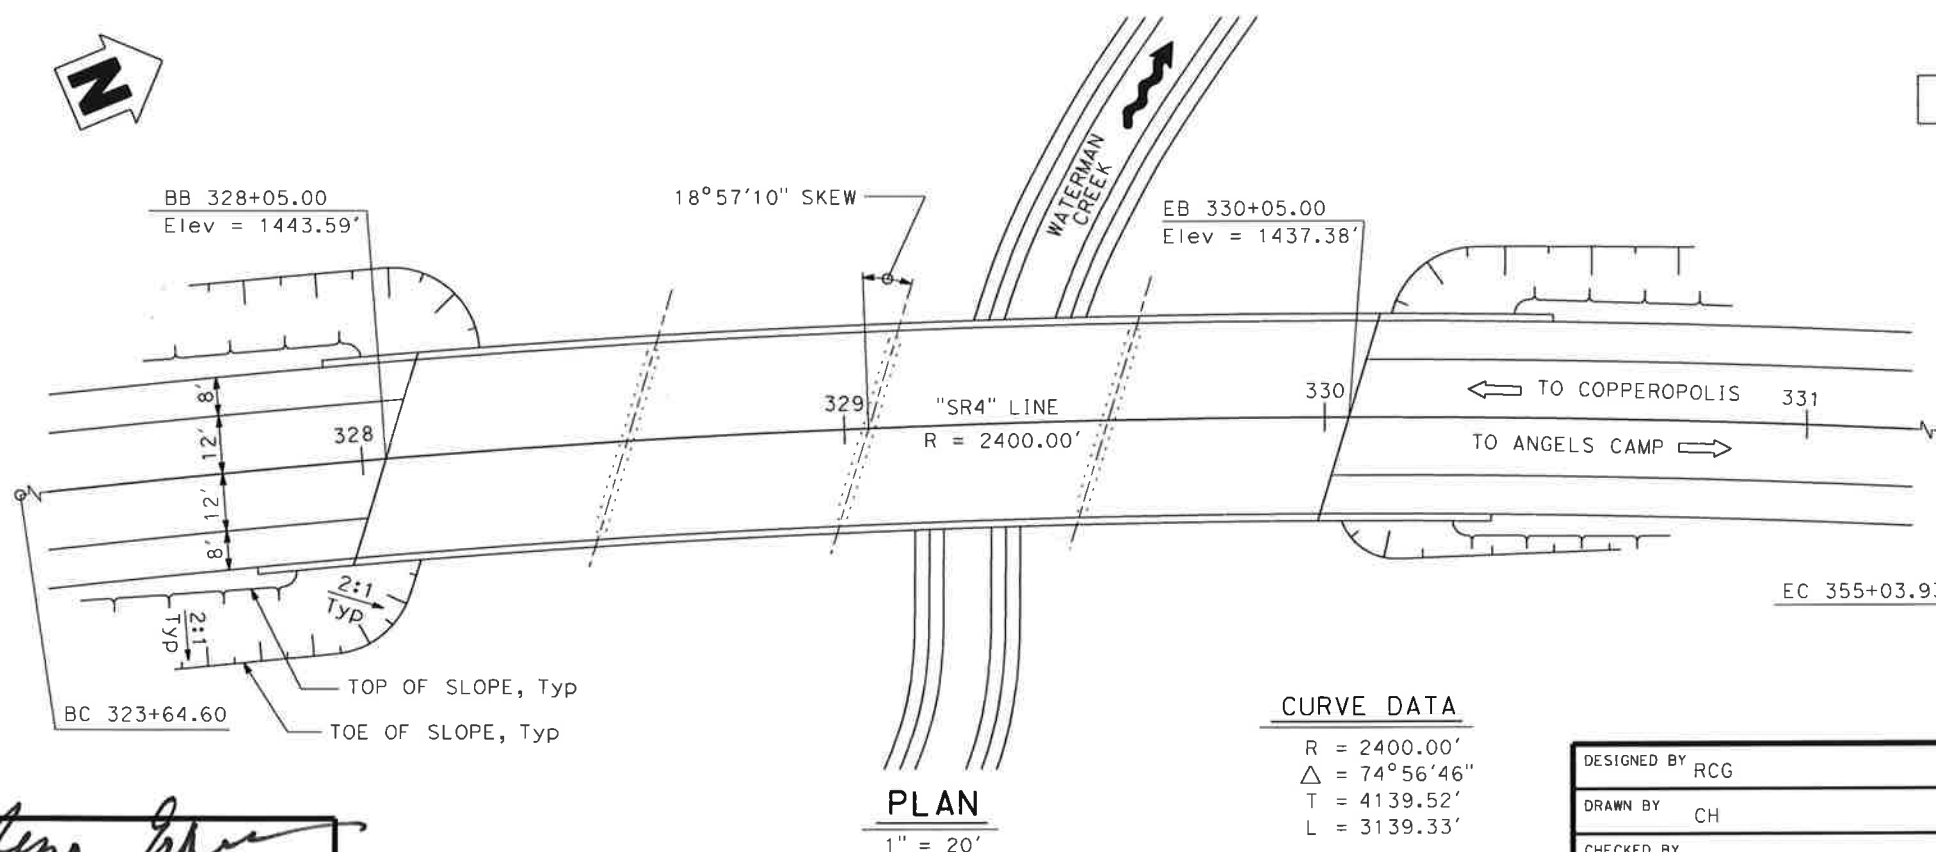 N
BB 328+05.00
Elev = 1443.59'
18°57'10" SKEW
WATERMAN
CREEK
EB 330+05.00
Elev = 1437.38'
8'
12'
12'
8'
328
329
"SR4" LINE
R = 2400.00'
330
TO COPPEROPOLIS
331
TO ANGELS CAMP
2:1
Typ
2:1
Typ
TOP OF SLOPE, Typ
TOE OF SLOPE, Typ
BC 323+64.60
EC 355+03.93
PLAN
1" = 20'
CURVE DATA
R = 2400.00'
△ = 74°56'46"
T = 4139.52'
L = 3139.33'
DESIGNED BY RCG
DRAWN BY CH
CHECKED BY